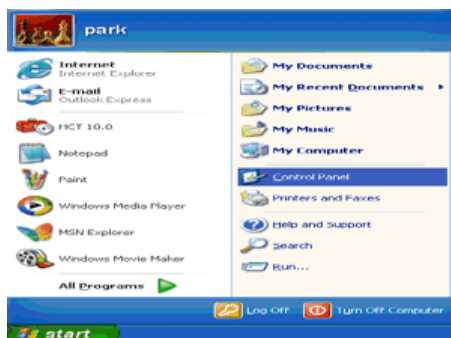 park
Internet
Internet Explorer
E-mail
Outlook Express
HCT 10.0
Notepad
Paint
Windows Media Player
MSN Explorer
Windows Movie Maker
All Programs
My Documents
My Recent Documents
My Pictures
My Music
My Computer
Control Panel
Printers and Faxes
Help and Support
Search
Run...
Log Off
Turn Off Computer
start